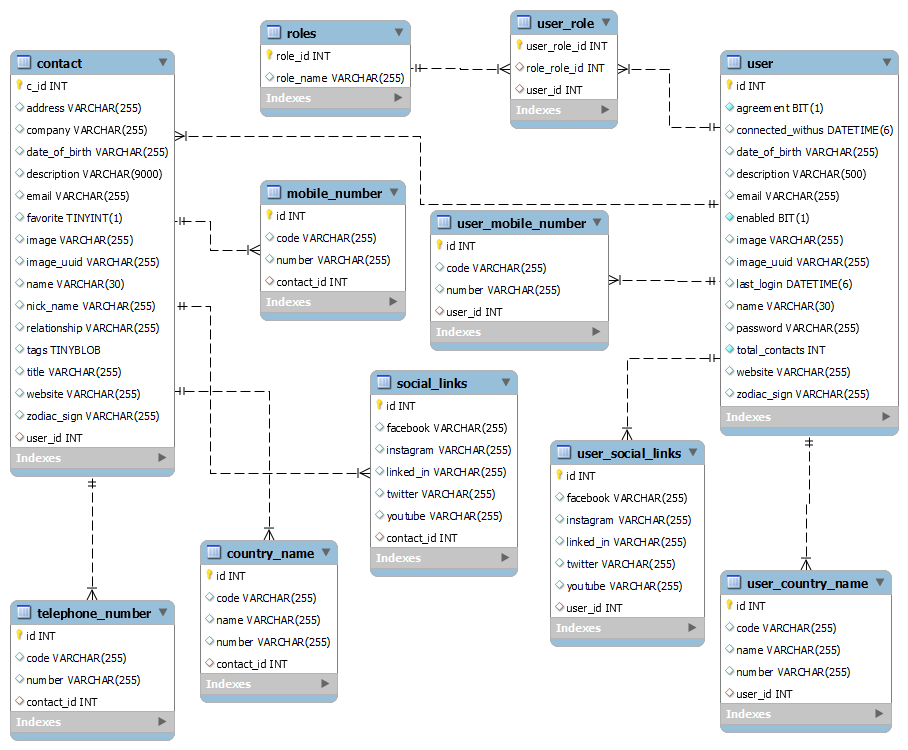 roles
role_id INT
role_name VARCHAR(255)
Indexes
user_role
user_role_id INT
role_role_id INT
user_id INT
Indexes
contact
c_id INT
address VARCHAR(255)
company VARCHAR(255)
date_of_birth VARCHAR(255)
description VARCHAR(9000)
email VARCHAR(255)
favorite TINYINT(1)
image VARCHAR(255)
image_uuid VARCHAR(255)
name VARCHAR(30)
nick_name VARCHAR(255)
relationship VARCHAR(255)
tags TINYBLOB
title VARCHAR(255)
website VARCHAR(255)
zodiac_sign VARCHAR(255)
user_id INT
Indexes
user
id INT
agreement BIT(1)
connected_withus DATETIME(6)
date_of_birth VARCHAR(255)
description VARCHAR(500)
email VARCHAR(255)
enabled BIT(1)
image VARCHAR(255)
image_uuid VARCHAR(255)
last_login DATETIME(6)
name VARCHAR(30)
password VARCHAR(255)
total_contacts INT
website VARCHAR(255)
zodiac_sign VARCHAR(255)
Indexes
mobile_number
id INT
code VARCHAR(255)
number VARCHAR(255)
contact_id INT
Indexes
user_mobile_number
id INT
code VARCHAR(255)
number VARCHAR(255)
user_id INT
Indexes
social_links
id INT
facebook VARCHAR(255)
instagram VARCHAR(255)
linked_in VARCHAR(255)
twitter VARCHAR(255)
youtube VARCHAR(255)
contact_id INT
Indexes
user_social_links
id INT
facebook VARCHAR(255)
instagram VARCHAR(255)
linked_in VARCHAR(255)
twitter VARCHAR(255)
youtube VARCHAR(255)
user_id INT
Indexes
country_name
id INT
code VARCHAR(255)
name VARCHAR(255)
number VARCHAR(255)
contact_id INT
Indexes
user_country_name
id INT
code VARCHAR(255)
name VARCHAR(255)
number VARCHAR(255)
user_id INT
Indexes
telephone_number
id INT
code VARCHAR(255)
number VARCHAR(255)
contact_id INT
Indexes